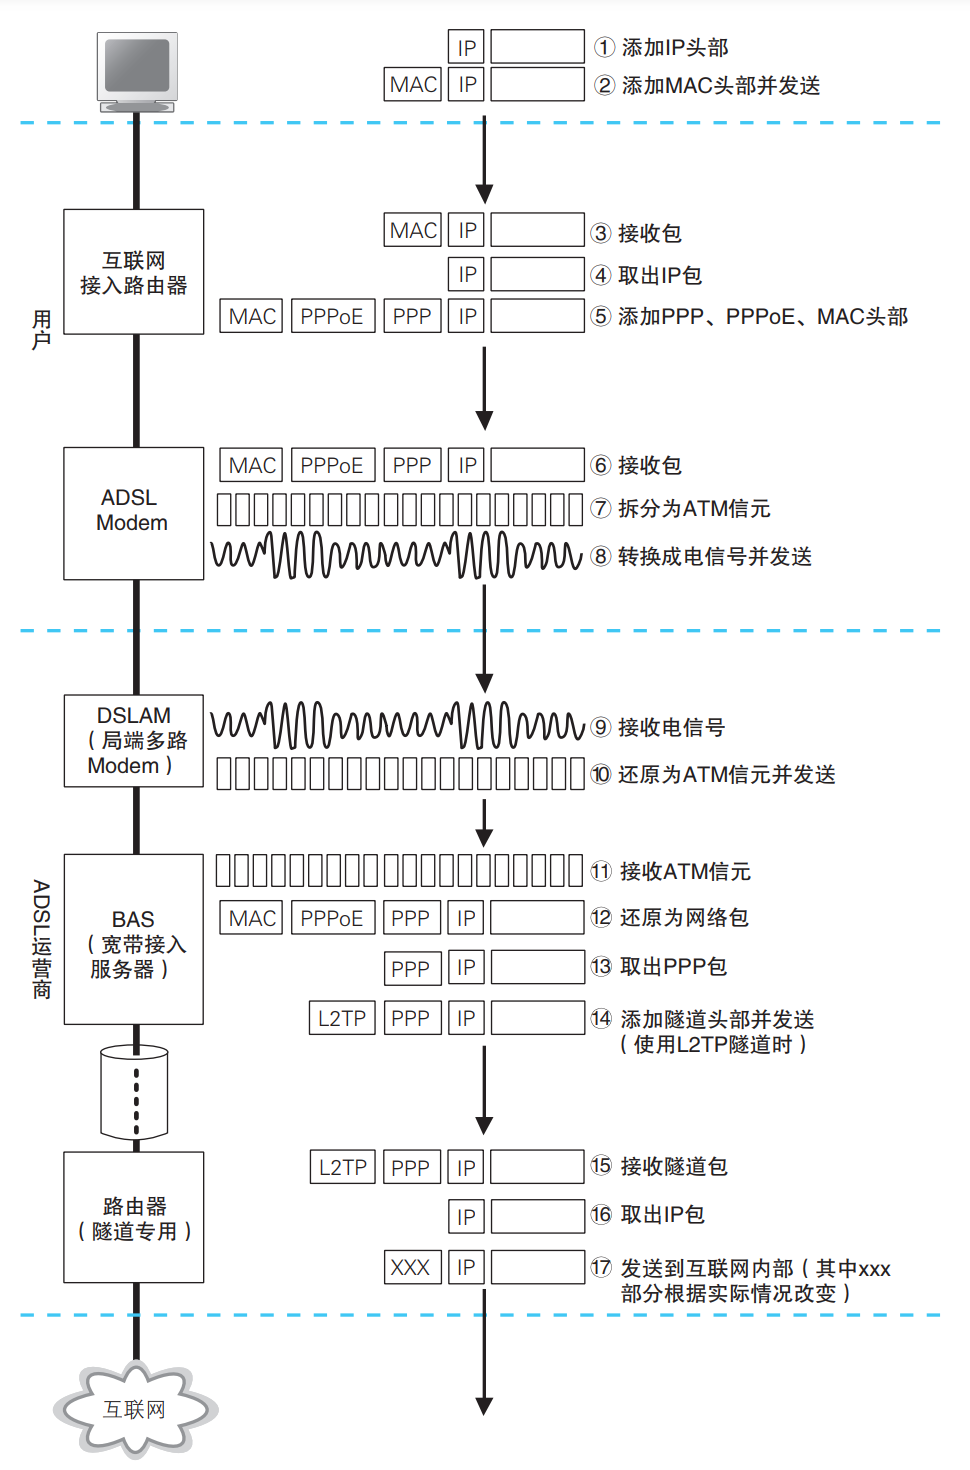 IP
① 添加IP头部
MAC IP
② 添加MAC头部并发送
用户
互联网
接入路由器
MAC IP
③ 接收包
IP
④ 取出IP包
MAC PPPoE PPP IP
⑤ 添加PPP、PPPoE、MAC头部
ADSL
Modem
MAC PPPoE PPP IP
⑥ 接收包
⑦ 拆分为ATM信元
⑧ 转换成电信号并发送
ADSL运营商
DSLAM
（局端多路
Modem）
⑨ 接收电信号
⑩ 还原为ATM信元并发送
BAS
（宽带接入
服务器）
⑪ 接收ATM信元
MAC PPPoE PPP IP
⑫ 还原为网络包
PPP IP
⑬ 取出PPP包
L2TP PPP IP
⑭ 添加隧道头部并发送
（使用L2TP隧道时）
路由器
（隧道专用）
L2TP PPP IP
⑮ 接收隧道包
IP
⑯ 取出IP包
XXX IP
⑰ 发送到互联网内部（其中xxx
部分根据实际情况改变）
互联网